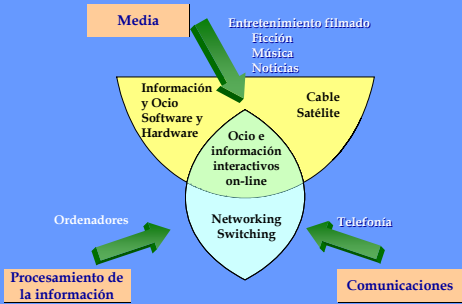 Media
Entretenimiento filmado
Ficción
Música
Noticias
Información
y Ocio
Software y
Hardware
Cable
Satélite
Ocio e
información
interactivos
on-line
Ordenadores
Networking
Switching
Telefonía
Procesamiento de
la información
Comunicaciones